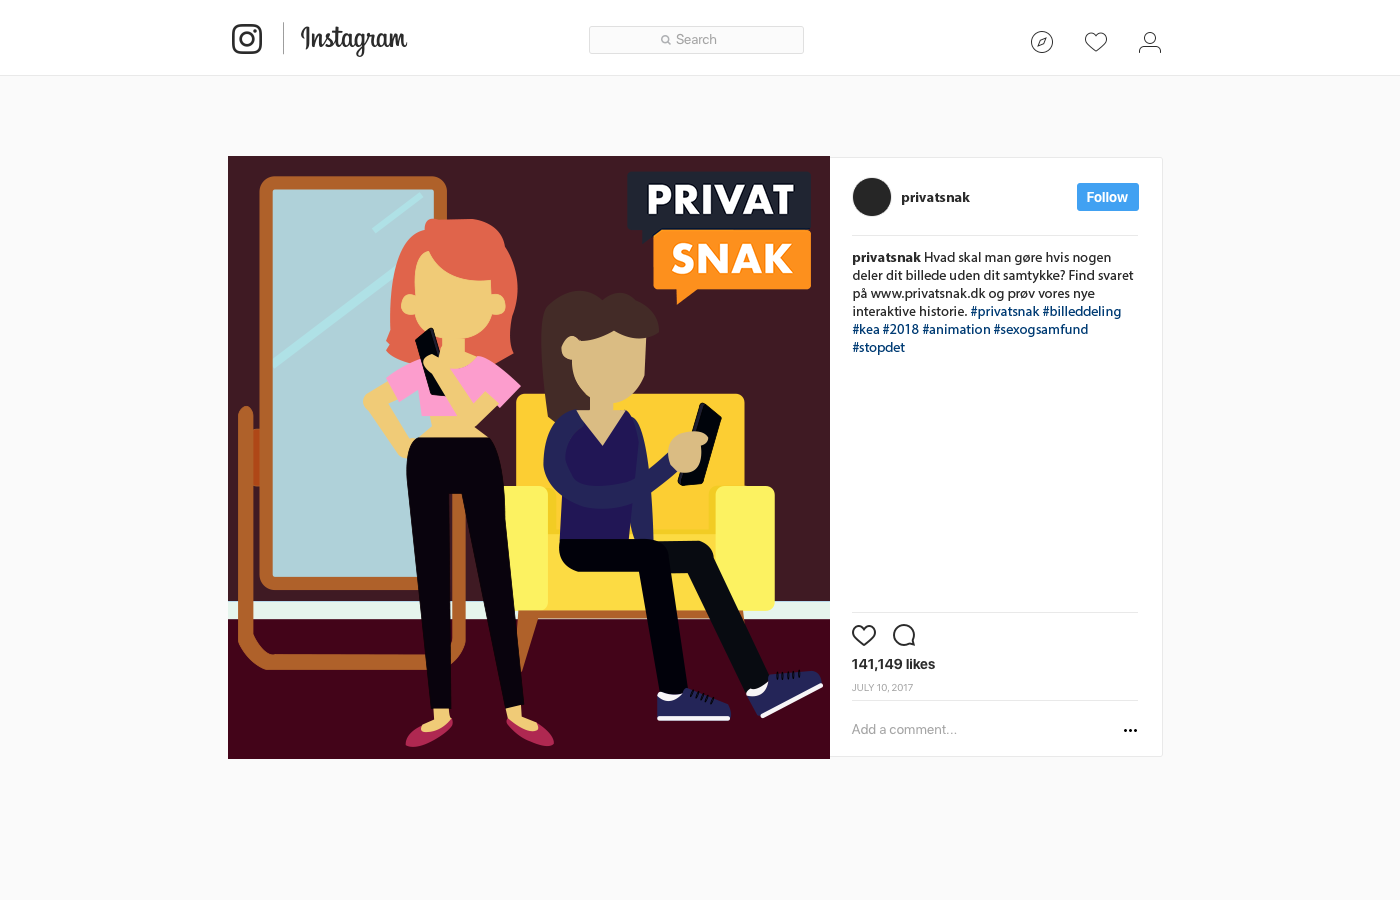 Instagram
Search
PRIVAT
SNAK
privatsnak
Follow
privatsnak Hvad skal man gøre hvis nogen
deler dit billede uden dit samtykke? Find svaret
på www.privatsnak.dk og prøv vores nye
interaktive historie. #privatsnak #billeddeling
#kea #2018 #animation #sexogsamfund
#stopdet
141,149 likes
JULY 10, 2017
Add a comment...